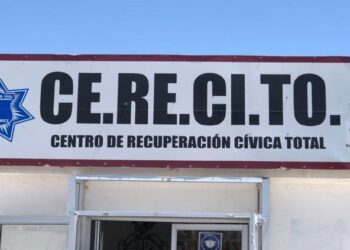 CE.RE.CI.TO.
CENTRO DE RECUPERACIÓN CÍVICA TOTAL